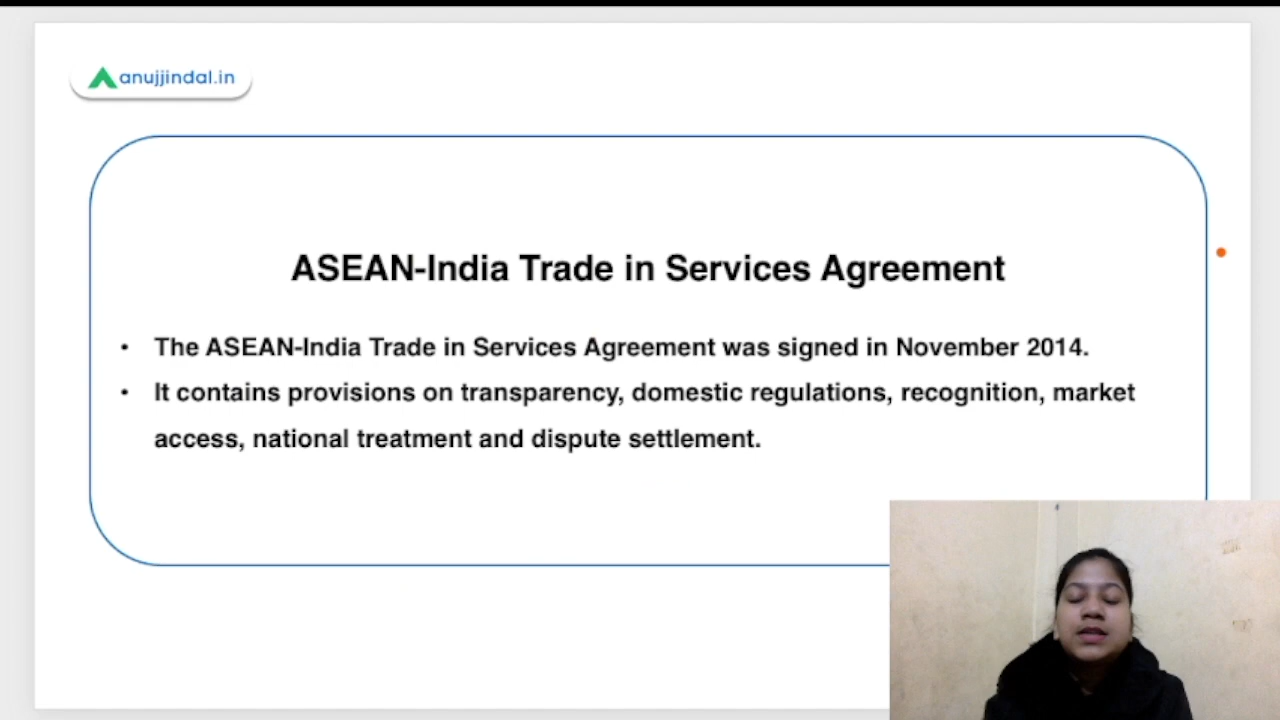 anujjindal.in
ASEAN-India Trade in Services Agreement
• The ASEAN-India Trade in Services Agreement was signed in November 2014.
• It contains provisions on transparency, domestic regulations, recognition, market
access, national treatment and dispute settlement.